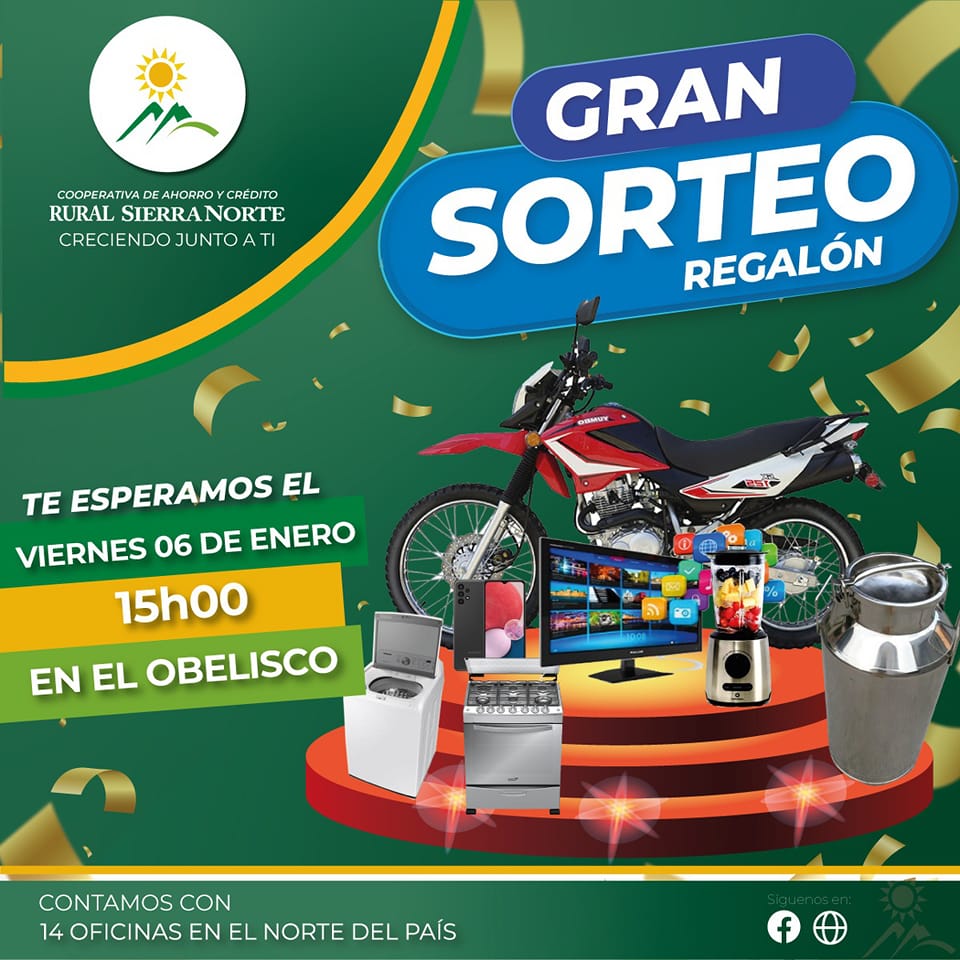 COOPERATIVA DE AHORRO Y CRÉDITO
RURAL SIERRA NORTE
CRECIENDO JUNTO A TI
GRAN
SORTEO
REGALÓN
TE ESPERAMOS EL
VIERNES 06 DE ENERO
15h00
EN EL OBELISCO
CONTAMOS CON
14 OFICINAS EN EL NORTE DEL PAÍS
Síguenos en: